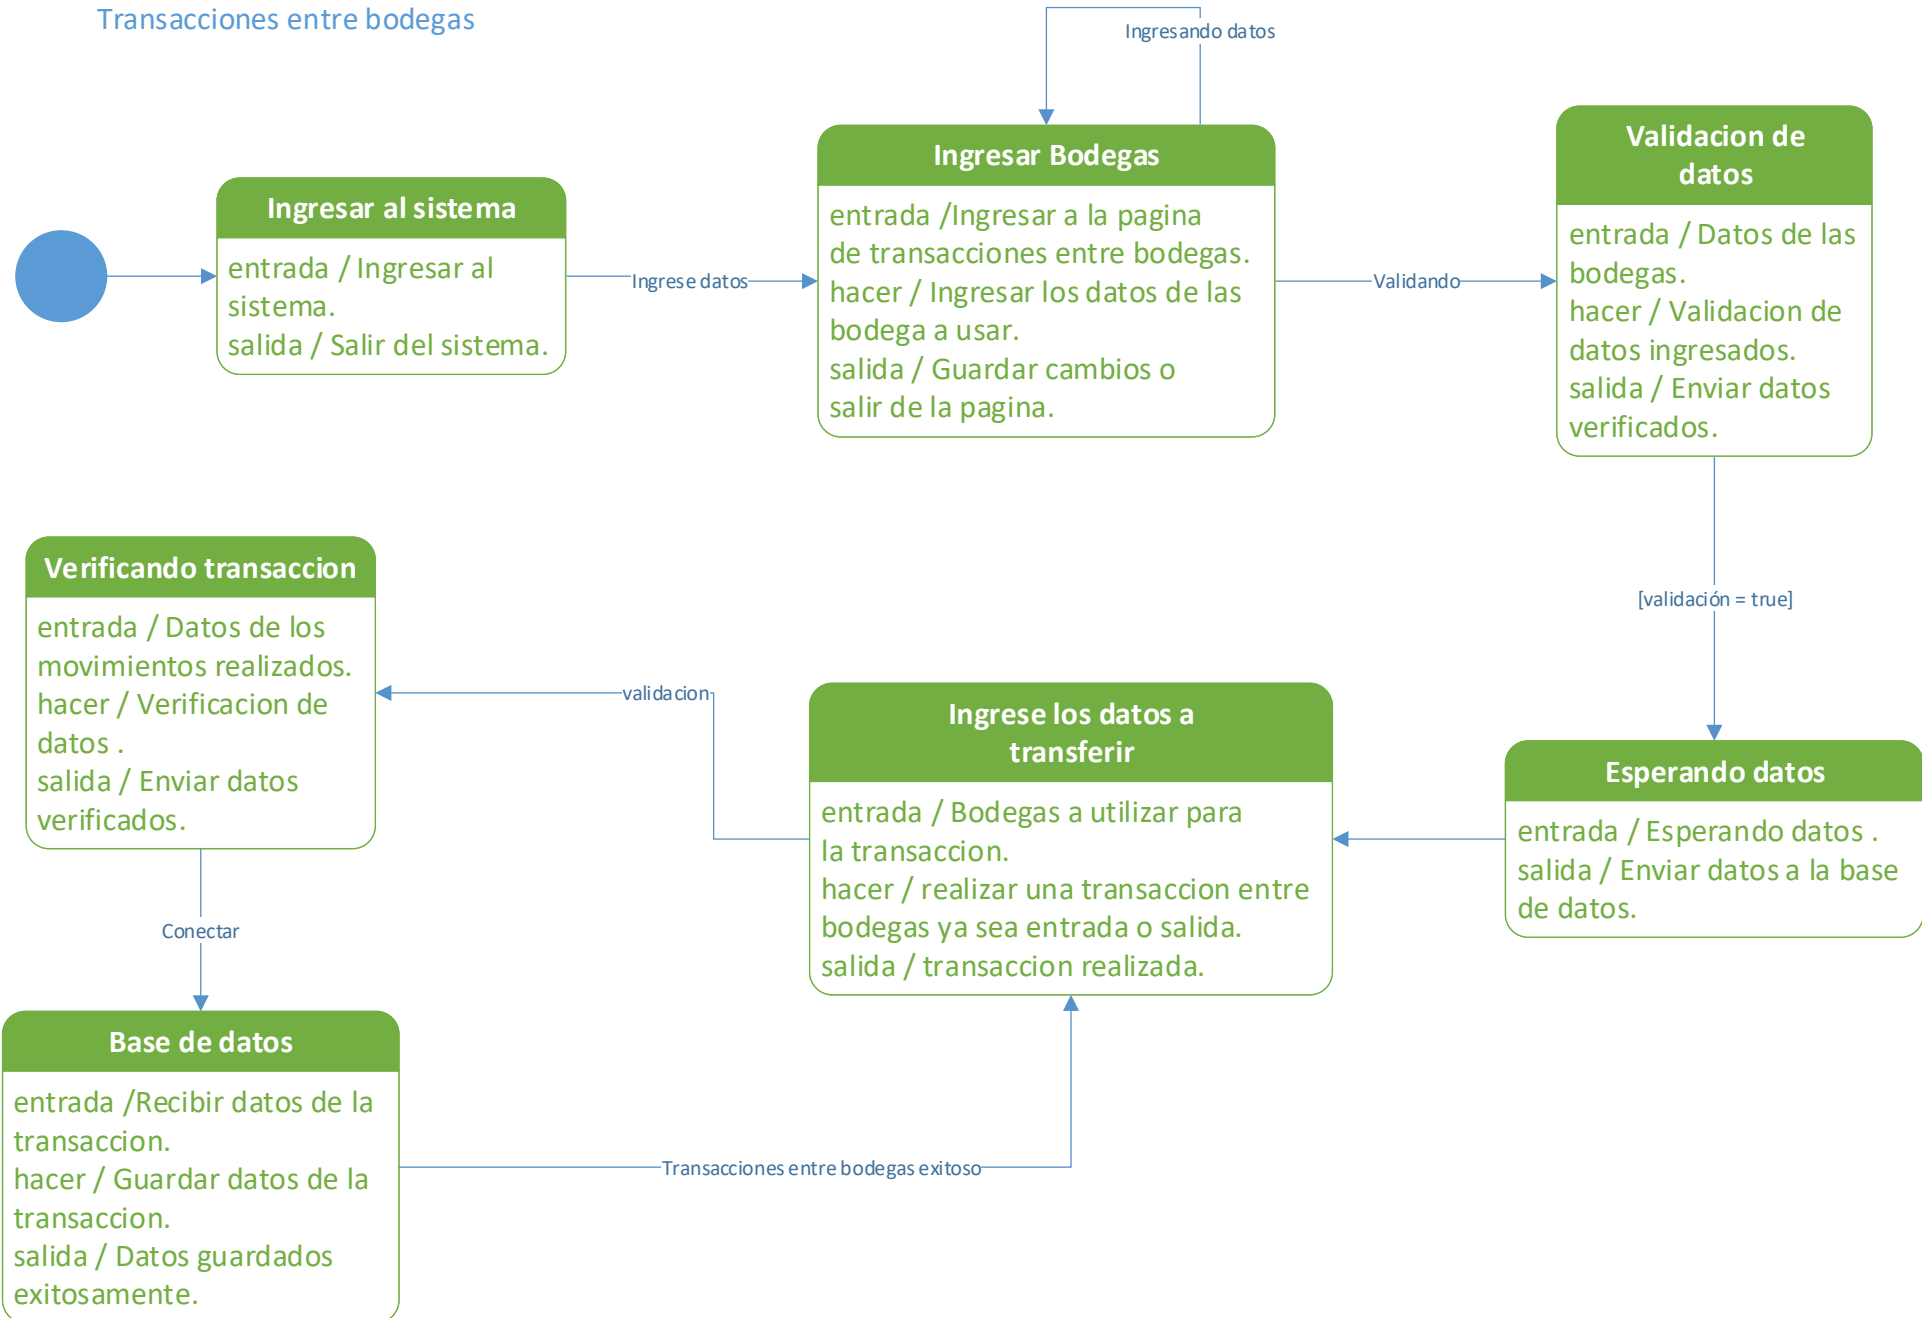 Transacciones entre bodegas
Ingresando datos
Ingresar al sistema
entrada / Ingresar al
sistema.
salida / Salir del sistema.
Ingrese datos
Ingresar Bodegas
entrada /Ingresar a la pagina
de transacciones entre bodegas.
hacer / Ingresar los datos de las
bodega a usar.
salida / Guardar cambios o
salir de la pagina.
Validando
Validacion de
datos
entrada / Datos de las
bodegas.
hacer / Validacion de
datos ingresados.
salida / Enviar datos
verificados.
[validación = true]
Esperando datos
entrada / Esperando datos .
salida / Enviar datos a la base
de datos.
Ingrese los datos a
transferir
entrada / Bodegas a utilizar para
la transaccion.
hacer / realizar una transaccion entre
bodegas ya sea entrada o salida.
salida / transaccion realizada.
validacion
Verificando transaccion
entrada / Datos de los
movimientos realizados.
hacer / Verificacion de
datos .
salida / Enviar datos
verificados.
Conectar
Base de datos
entrada /Recibir datos de la
transaccion.
hacer / Guardar datos de la
transaccion.
salida / Datos guardados
exitosamente.
Transacciones entre bodegas exitoso